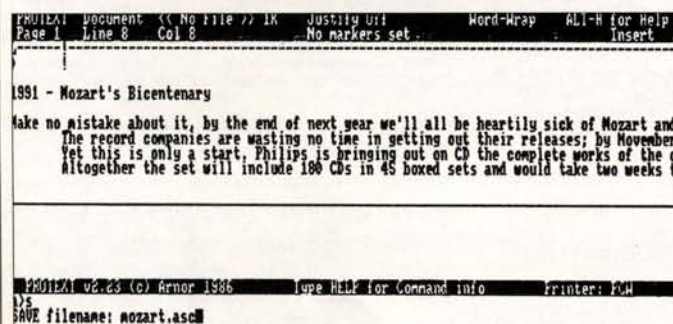 PROTEXT Document << No File >> 1K Justify Off Word-Wrap ALT-H for Help
Page 1 Line 8 Col 8 No markers set Insert
1991 - Mozart's Bicentenary
Make no mistake about it, by the end of next year we'll all be heartily sick of Mozart and
The record companies are wasting no time in getting out their releases; by November
Yet this is only a start. Philips is bringing out on CD the complete works of the
Altogether the set will include 180 CDs in 45 boxed sets and would take two weeks
PROTEXT v2.23 (c) Arnor 1986 Type HELP for Command info Printer: PCW
A>s
SAVE filename: mozart.asc